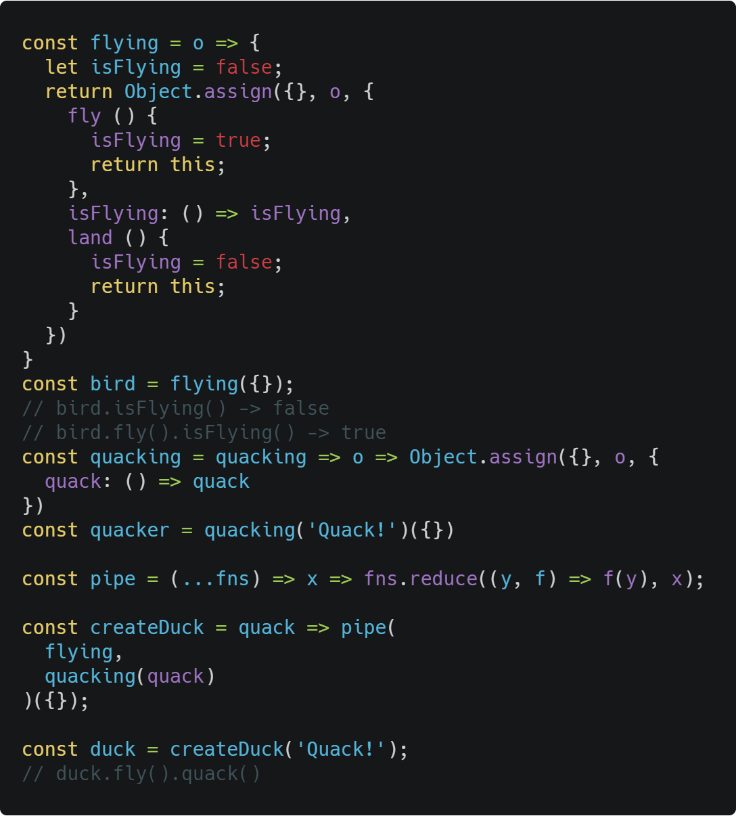 const flying = o => {
  let isFlying = false;
  return Object.assign({}, o, {
    fly () {
      isFlying = true;
      return this;
    },
    isFlying: () => isFlying,
    land () {
      isFlying = false;
      return this;
    }
  })
}
const bird = flying({});
// bird.isFlying() -> false
// bird.fly().isFlying() -> true
const quacking = quacking => o => Object.assign({}, o, {
  quack: () => quack
})
const quacker = quacking('Quack!')({})

const pipe = (...fns) => x => fns.reduce((y, f) => f(y), x);

const createDuck = quack => pipe(
  flying,
  quacking(quack)
)({});

const duck = createDuck('Quack!');
// duck.fly().quack()